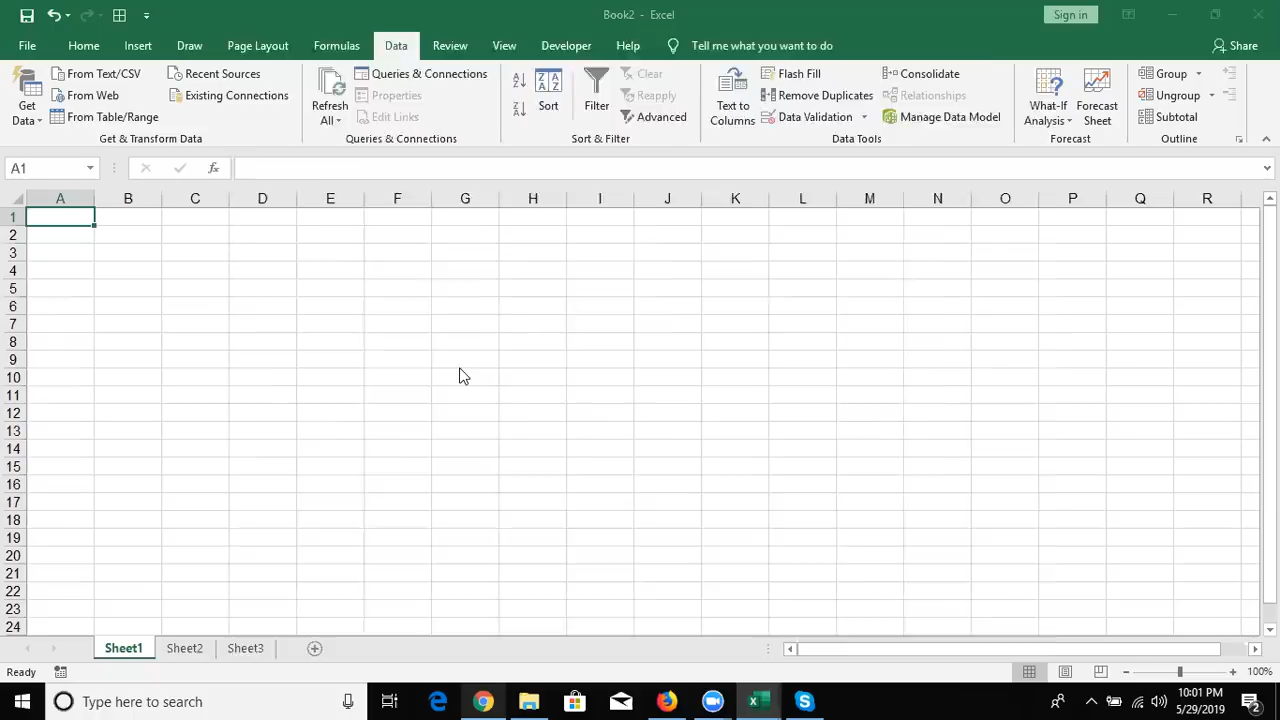 Book2 - Excel
Sign in
File Home Insert Draw Page Layout Formulas Data Review View Developer Help Tell me what you want to do Share
Get Data
From Text/CSV
From Web
From Table/Range
Recent Sources
Existing Connections
Get & Transform Data
Refresh All
Queries & Connections
Properties
Edit Links
Queries & Connections
Sort
Filter
Clear
Reapply
Advanced
Sort & Filter
Text to Columns
Flash Fill
Remove Duplicates
Data Validation
Consolidate
Relationships
Manage Data Model
Data Tools
What-If Analysis
Forecast Sheet
Forecast
Group
Ungroup
Subtotal
Outline
A1
fx
A B C D E F G H I J K L M N O P Q R
1
2
3
4
5
6
7
8
9
10
11
12
13
14
15
16
17
18
19
20
21
22
23
24
Sheet1 Sheet2 Sheet3
Ready
100%
Type here to search
10:01 PM
5/29/2019
2